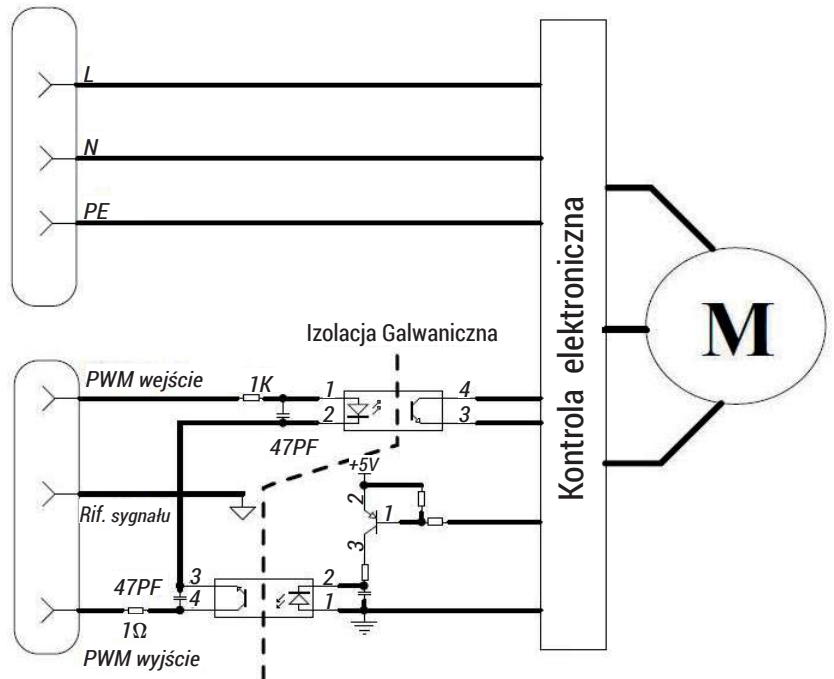 L
N
PE
Kontrola elektroniczna
M
Izolacja Galwaniczna
PWM wejście
1K
1
4
2
3
47PF
+5V
2
1
Rif. sygnału
3
47PF
3
2
4
1
1Ω
PWM wyjście